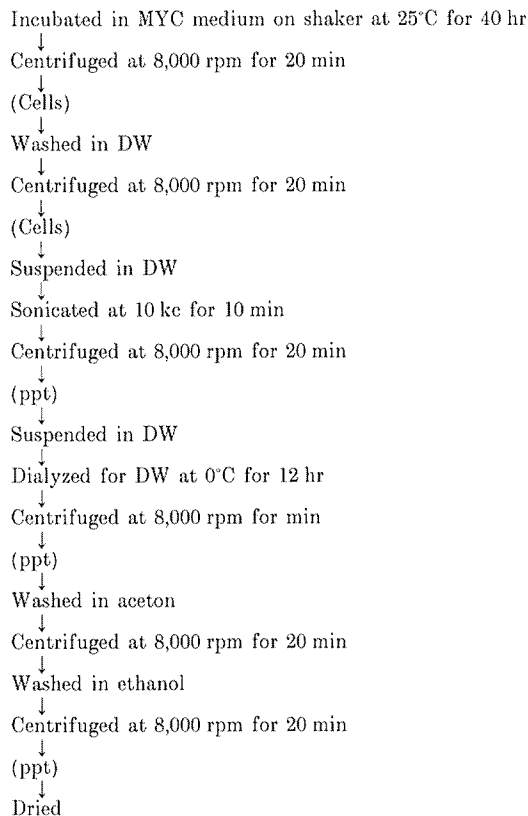 Incubated in MYC medium on shaker at 25°C for 40 hr
↓
Centrifuged at 8,000 rpm for 20 min
↓
(Cells)
↓
Washed in DW
↓
Centrifuged at 8,000 rpm for 20 min
↓
(Cells)
↓
Suspended in DW
↓
Sonicated at 10 kc for 10 min
↓
Centrifuged at 8,000 rpm for 20 min
↓
(ppt)
↓
Suspended in DW
↓
Dialyzed for DW at 0°C for 12 hr
↓
Centrifuged at 8,000 rpm for min
↓
(ppt)
↓
Washed in aceton
↓
Centrifuged at 8,000 rpm for 20 min
↓
Washed in ethanol
↓
Centrifuged at 8,000 rpm for 20 min
↓
(ppt)
↓
Dried